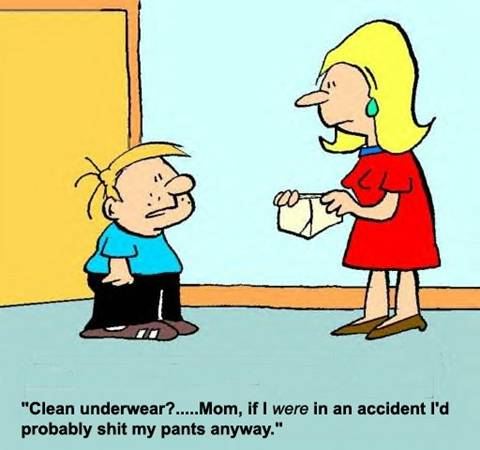 "Clean underwear?.....Mom, if I were in an accident I'd
probably shit my pants anyway."